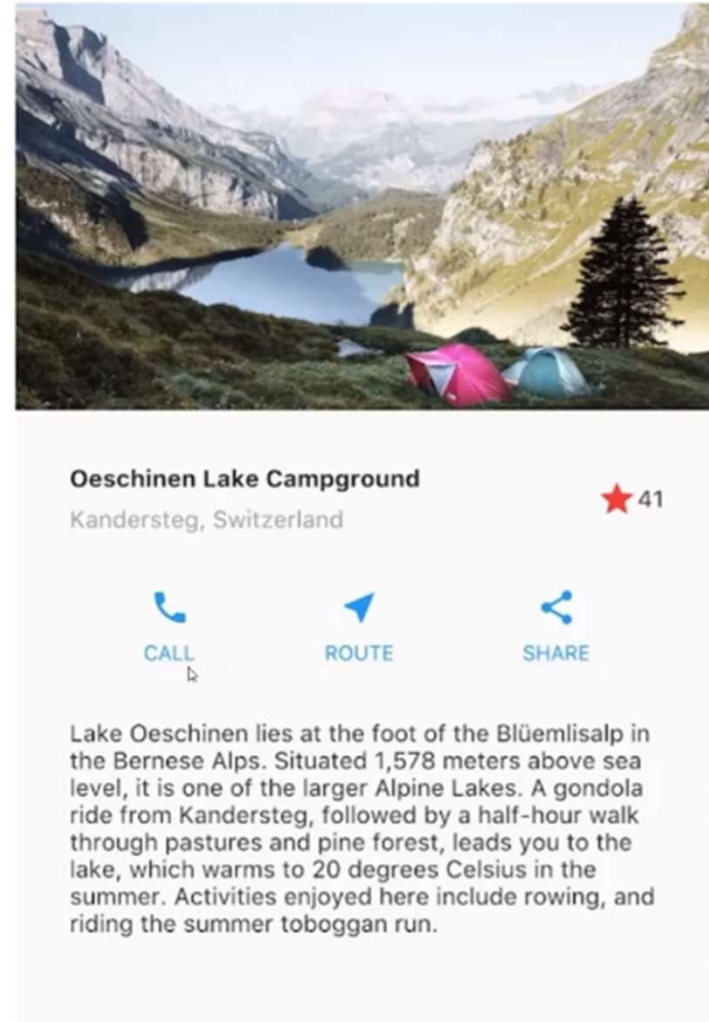 Oeschinen Lake Campground
Kandersteg, Switzerland
41
CALL
ROUTE
SHARE
Lake Oeschinen lies at the foot of the Blüemlisalp in
the Bernese Alps. Situated 1,578 meters above sea
level, it is one of the larger Alpine Lakes. A gondola
ride from Kandersteg, followed by a half-hour walk
through pastures and pine forest, leads you to the
lake, which warms to 20 degrees Celsius in the
summer. Activities enjoyed here include rowing, and
riding the summer toboggan run.